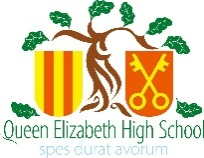 Queen Elizabeth High School
spes durat avorum